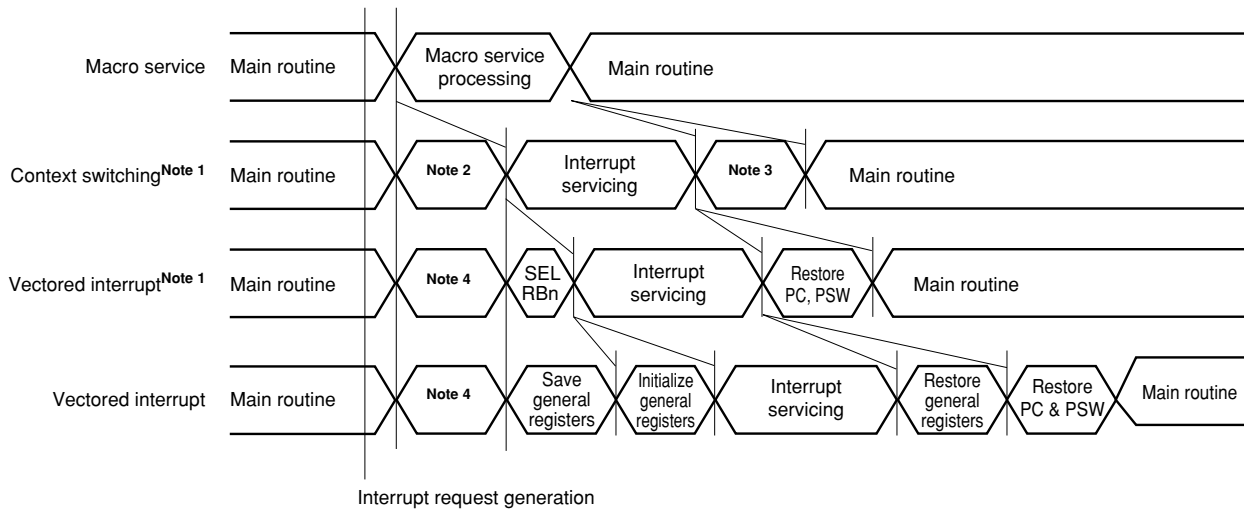 Macro service
Main routine
Macro service
processing
Main routine
Context switching Note 1
Main routine
Note 2
Interrupt
servicing
Note 3
Main routine
Vectored interrupt Note 1
Main routine
Note 4
SEL
RBn
Interrupt
servicing
Restore
PC, PSW
Main routine
Vectored interrupt
Main routine
Note 4
Save
general
registers
Initialize
general
registers
Interrupt
servicing
Restore
general
registers
Restore
PC & PSW
Main routine
Interrupt request generation